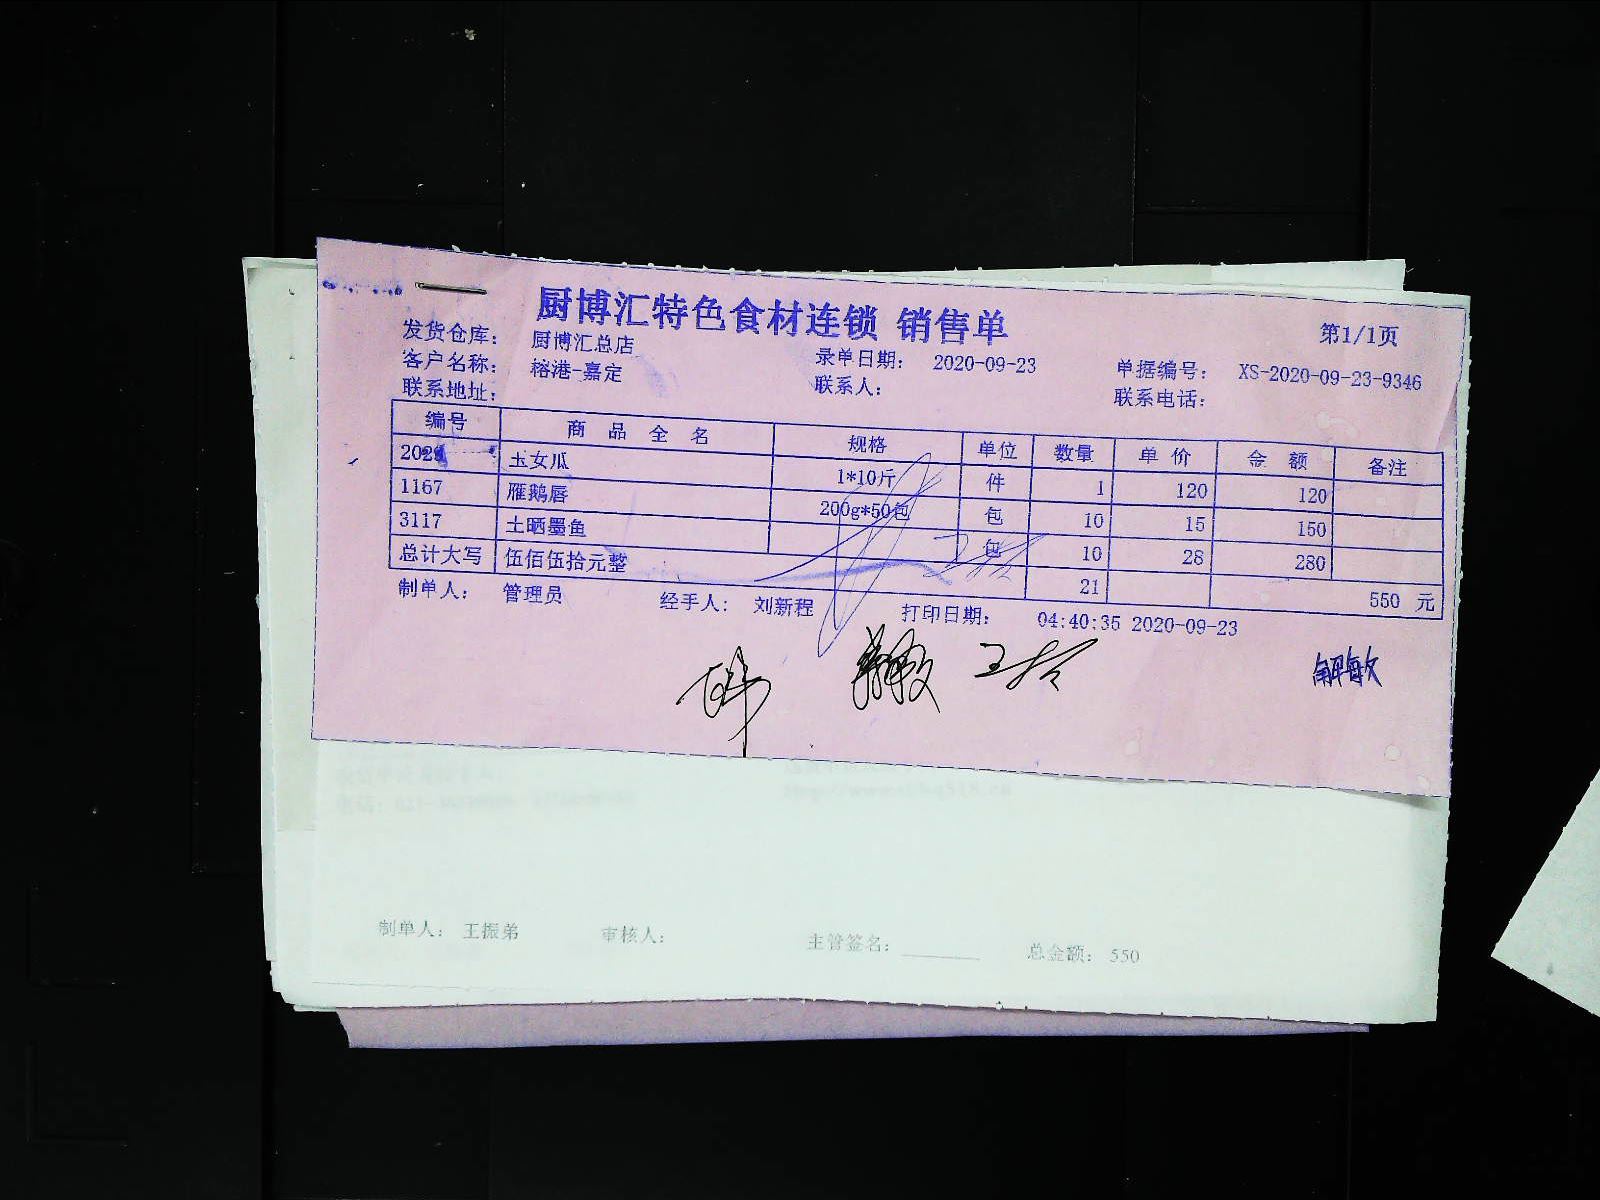 厨博汇特色食材连锁 销售单
第1/1页
发货仓库： 厨博汇总店 录单日期： 2020-09-23 单据编号： XS-2020-09-23-9346
客户名称： 榕港-嘉定 联系人： 联系电话：
联系地址：
编号 商品全名 规格 单位 数量 单价 金额 备注
玉女瓜 1*10斤 件 1 120 120
1167 雁鹅唇 200g*50包 包 10 15 150
3117 土晒墨鱼 包 10 28 280
总计大写 伍佰伍拾元整 21 550 元
制单人： 管理员 经手人： 刘新程 打印日期： 04:40:35 2020-09-23
解敏
制单人： 王振弟 审核人： 主管签名： 总金额： 550